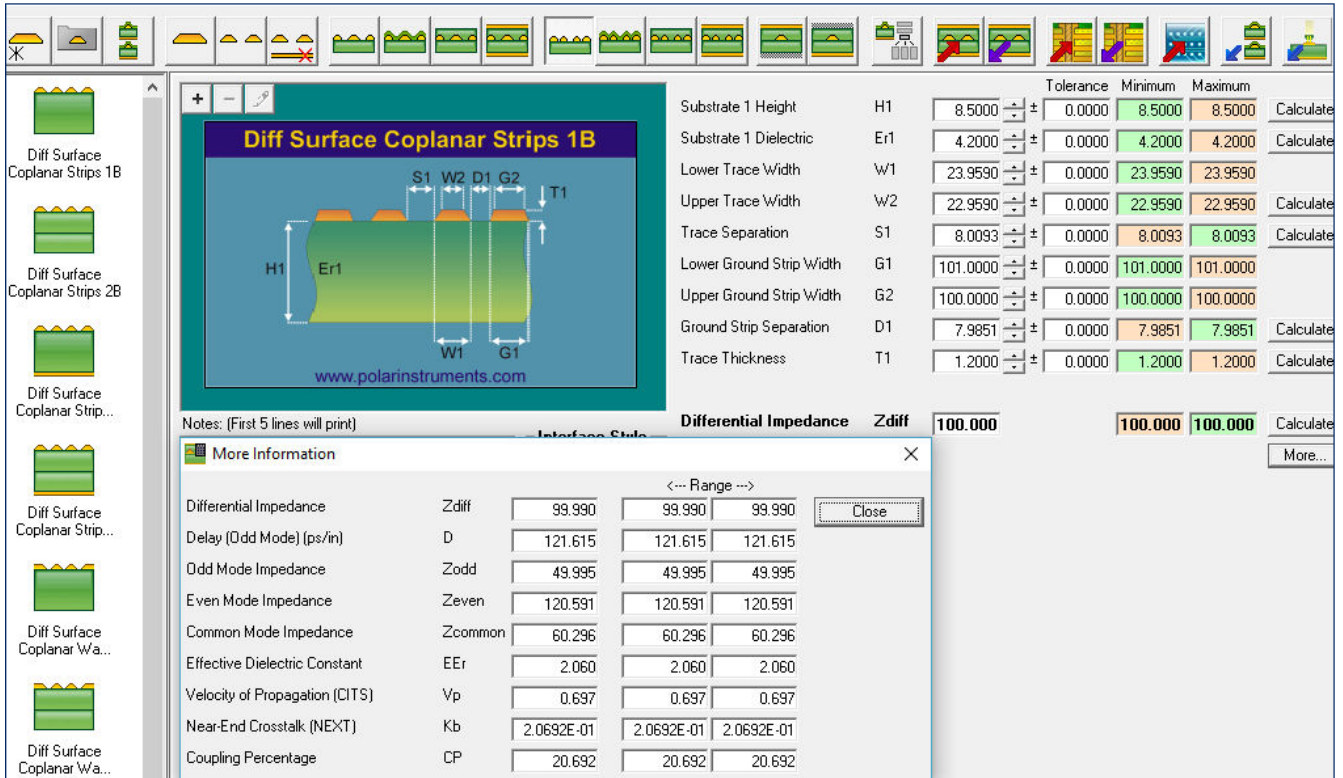 Diff Surface
Coplanar Strips 1B
Diff Surface
Coplanar Strips 2B
Diff Surface
Coplanar Strip...
Diff Surface
Coplanar Strip...
Diff Surface
Coplanar Wa...
Diff Surface
Coplanar Wa...
+ -
Diff Surface Coplanar Strips 1B
S1 W2 D1 G2
T1
H1 Er1
W1 G1
www.polarinstruments.com
Tolerance Minimum Maximum
Substrate 1 Height H1 8.5000 ± 0.0000 8.5000 8.5000 Calculate
Substrate 1 Dielectric Er1 4.2000 ± 0.0000 4.2000 4.2000 Calculate
Lower Trace Width W1 23.9590 ± 0.0000 23.9590 23.9590
Upper Trace Width W2 22.9590 ± 0.0000 22.9590 22.9590 Calculate
Trace Separation S1 8.0093 ± 0.0000 8.0093 8.0093 Calculate
Lower Ground Strip Width G1 101.0000 ± 0.0000 101.0000 101.0000
Upper Ground Strip Width G2 100.0000 ± 0.0000 100.0000 100.0000
Ground Strip Separation D1 7.9851 ± 0.0000 7.9851 7.9851 Calculate
Trace Thickness T1 1.2000 ± 0.0000 1.2000 1.2000 Calculate
Differential Impedance Zdiff 100.000 100.000 100.000 Calculate
More...
Notes: (First 5 lines will print)
Interface Style
More Information
<--- Range --->
Differential Impedance Zdiff 99.990 99.990 99.990 Close
Delay (Odd Mode) (ps/in) D 121.615 121.615 121.615
Odd Mode Impedance Zodd 49.995 49.995 49.995
Even Mode Impedance Zeven 120.591 120.591 120.591
Common Mode Impedance Zcommon 60.296 60.296 60.296
Effective Dielectric Constant EEr 2.060 2.060 2.060
Velocity of Propagation (CITS) Vp 0.697 0.697 0.697
Near-End Crosstalk (NEXT) Kb 2.0692E-01 2.0692E-01 2.0692E-01
Coupling Percentage CP 20.692 20.692 20.692